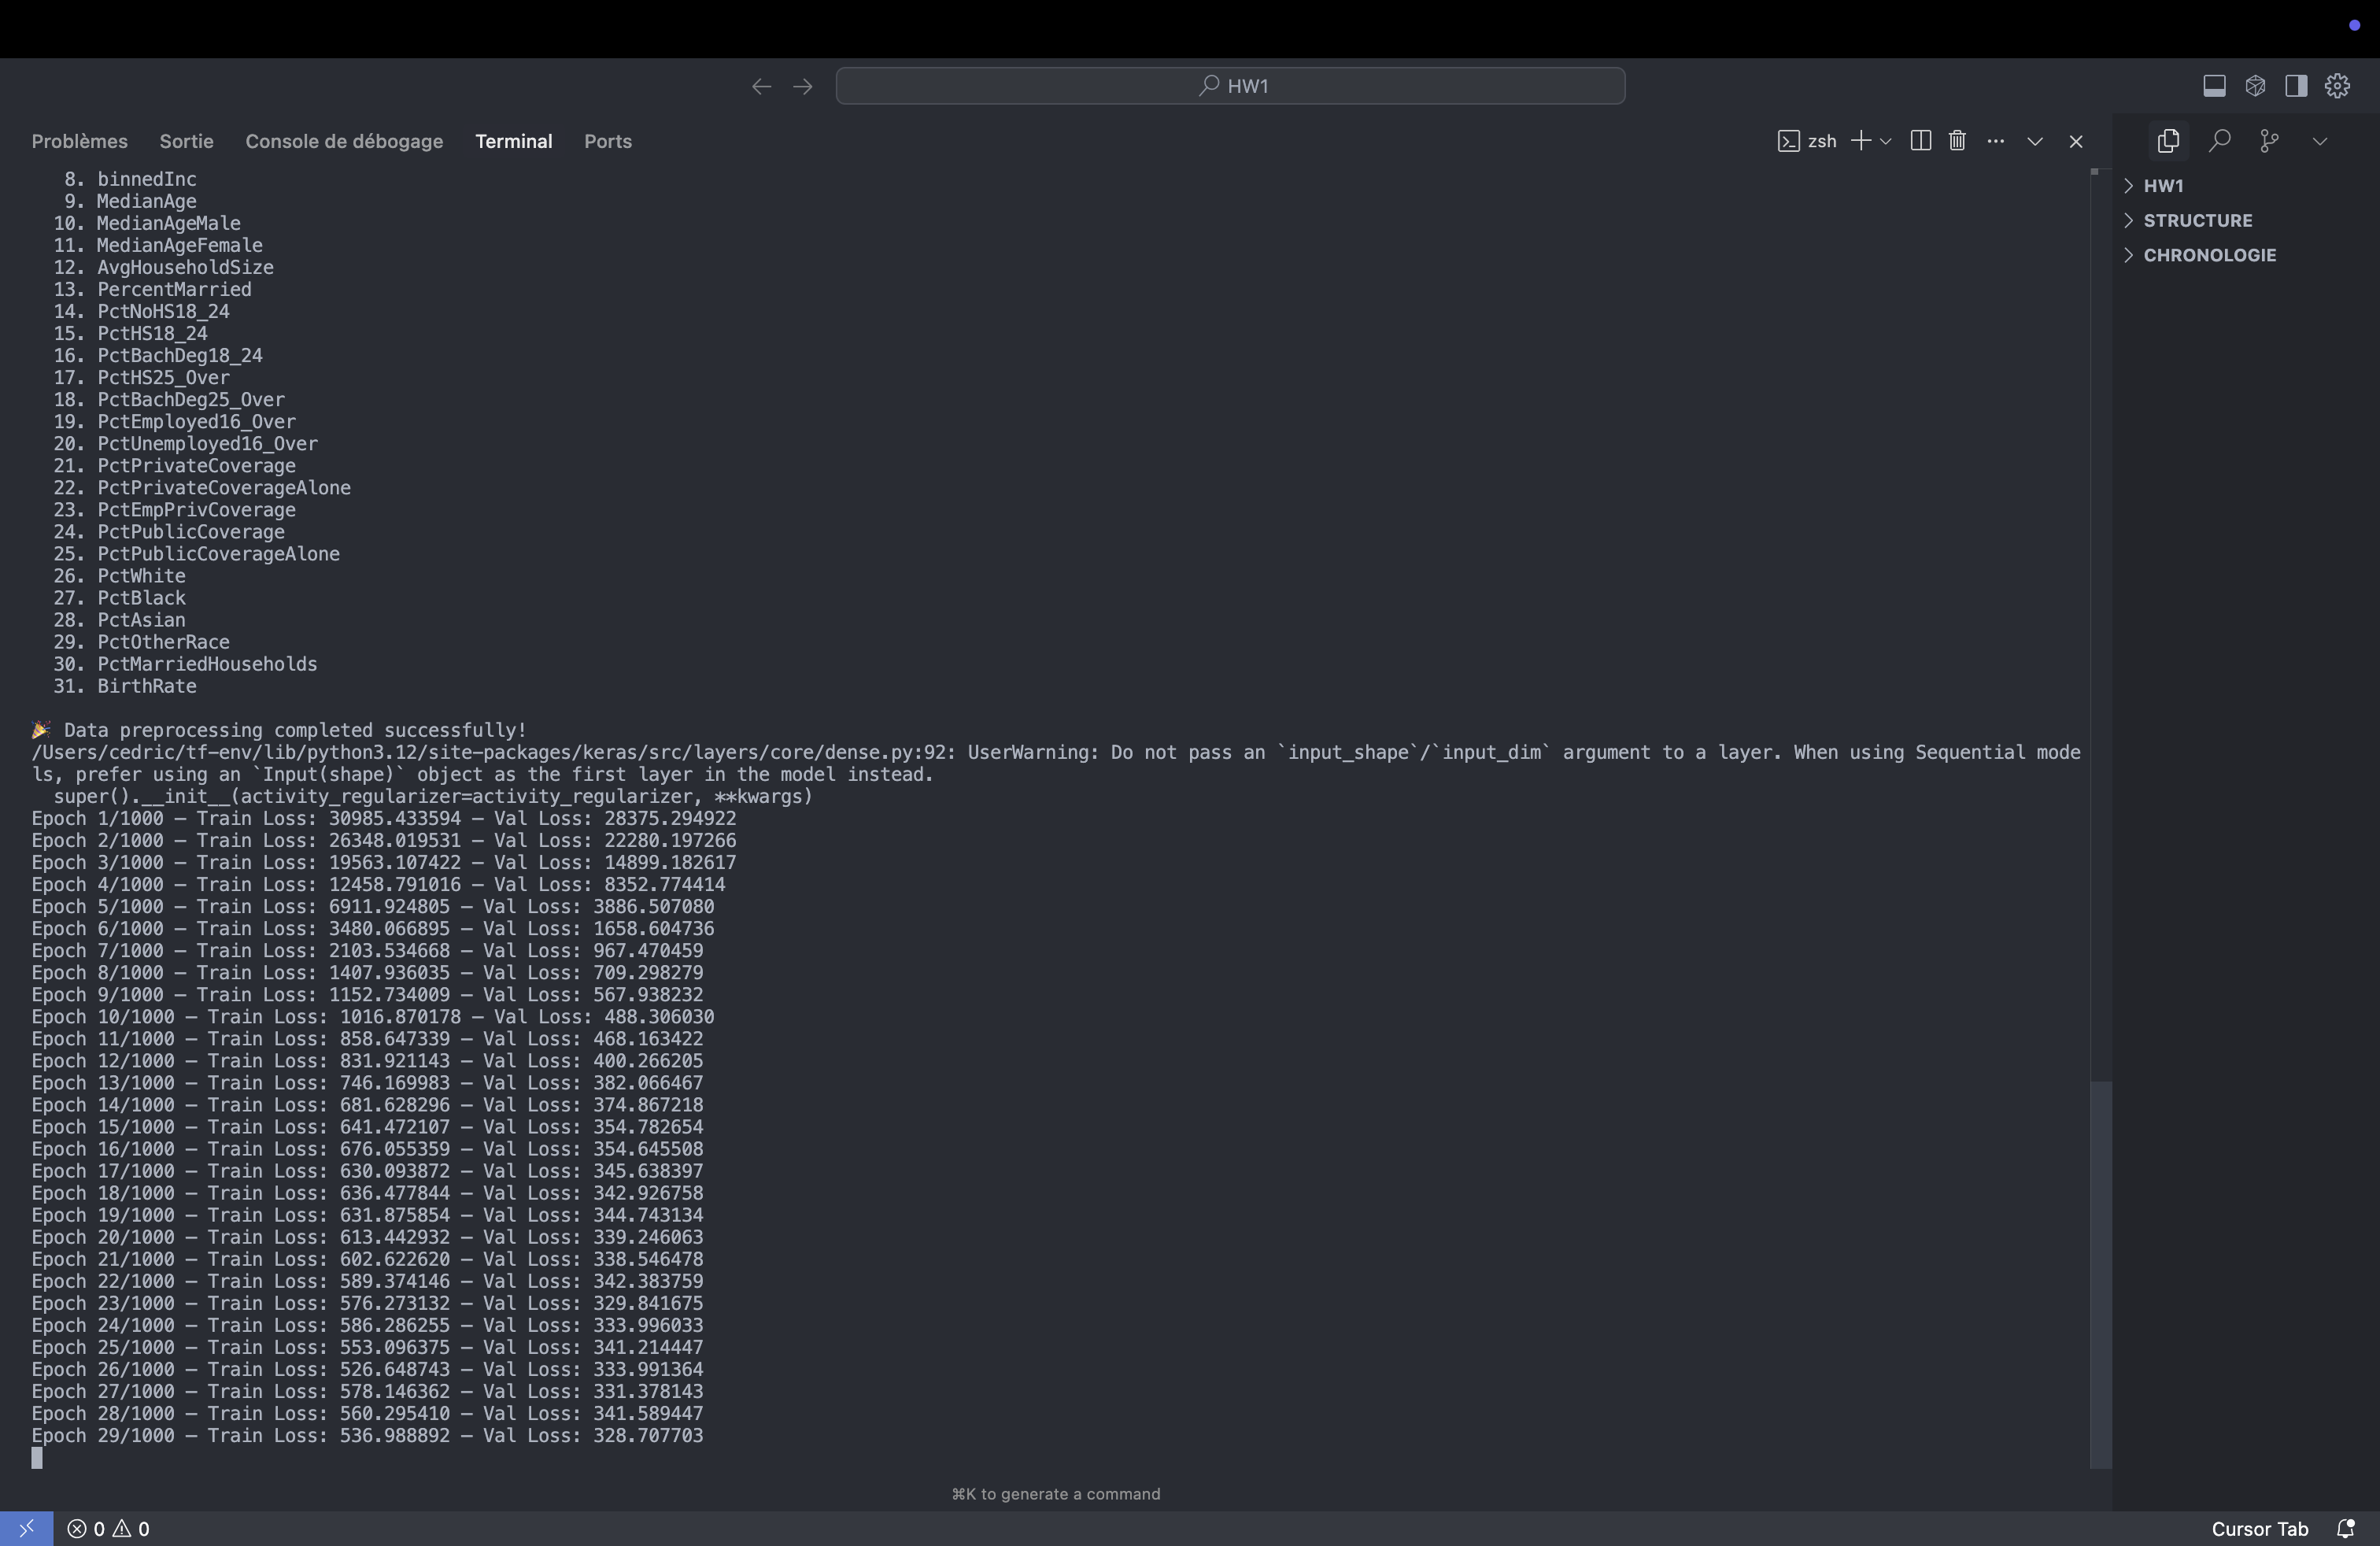 HW1
Problèmes Sortie Console de débogage Terminal Ports
zsh
8. binnedInc
9. MedianAge
10. MedianAgeMale
11. MedianAgeFemale
12. AvgHouseholdSize
13. PercentMarried
14. PctNoHS18_24
15. PctHS18_24
16. PctBachDeg18_24
17. PctHS25_Over
18. PctBachDeg25_Over
19. PctEmployed16_Over
20. PctUnemployed16_Over
21. PctPrivateCoverage
22. PctPrivateCoverageAlone
23. PctEmpPrivCoverage
24. PctPublicCoverage
25. PctPublicCoverageAlone
26. PctWhite
27. PctBlack
28. PctAsian
29. PctOtherRace
30. PctMarriedHouseholds
31. BirthRate
🎉 Data preprocessing completed successfully!
/Users/cedric/tf-env/lib/python3.12/site-packages/keras/src/layers/core/dense.py:92: UserWarning: Do not pass an `input_shape`/`input_dim` argument to a layer. When using Sequential mode
ls, prefer using an `Input(shape)` object as the first layer in the model instead.
super().__init__(activity_regularizer=activity_regularizer, **kwargs)
Epoch 1/1000 – Train Loss: 30985.433594 – Val Loss: 28375.294922
Epoch 2/1000 – Train Loss: 26348.019531 – Val Loss: 22280.197266
Epoch 3/1000 – Train Loss: 19563.107422 – Val Loss: 14899.182617
Epoch 4/1000 – Train Loss: 12458.791016 – Val Loss: 8352.774414
Epoch 5/1000 – Train Loss: 6911.924805 – Val Loss: 3886.507080
Epoch 6/1000 – Train Loss: 3480.066895 – Val Loss: 1658.604736
Epoch 7/1000 – Train Loss: 2103.534668 – Val Loss: 967.470459
Epoch 8/1000 – Train Loss: 1407.936035 – Val Loss: 709.298279
Epoch 9/1000 – Train Loss: 1152.734009 – Val Loss: 567.938232
Epoch 10/1000 – Train Loss: 1016.870178 – Val Loss: 488.306030
Epoch 11/1000 – Train Loss: 858.647339 – Val Loss: 468.163422
Epoch 12/1000 – Train Loss: 831.921143 – Val Loss: 400.266205
Epoch 13/1000 – Train Loss: 746.169983 – Val Loss: 382.066467
Epoch 14/1000 – Train Loss: 681.628296 – Val Loss: 374.867218
Epoch 15/1000 – Train Loss: 641.472107 – Val Loss: 354.782654
Epoch 16/1000 – Train Loss: 676.055359 – Val Loss: 354.645508
Epoch 17/1000 – Train Loss: 630.093872 – Val Loss: 345.638397
Epoch 18/1000 – Train Loss: 636.477844 – Val Loss: 342.926758
Epoch 19/1000 – Train Loss: 631.875854 – Val Loss: 344.743134
Epoch 20/1000 – Train Loss: 613.442932 – Val Loss: 339.246063
Epoch 21/1000 – Train Loss: 602.622620 – Val Loss: 338.546478
Epoch 22/1000 – Train Loss: 589.374146 – Val Loss: 342.383759
Epoch 23/1000 – Train Loss: 576.273132 – Val Loss: 329.841675
Epoch 24/1000 – Train Loss: 586.286255 – Val Loss: 333.996033
Epoch 25/1000 – Train Loss: 553.096375 – Val Loss: 341.214447
Epoch 26/1000 – Train Loss: 526.648743 – Val Loss: 333.991364
Epoch 27/1000 – Train Loss: 578.146362 – Val Loss: 331.378143
Epoch 28/1000 – Train Loss: 560.295410 – Val Loss: 341.589447
Epoch 29/1000 – Train Loss: 536.988892 – Val Loss: 328.707703
⌘K to generate a command
HW1
STRUCTURE
CHRONOLOGIE
0 0
Cursor Tab